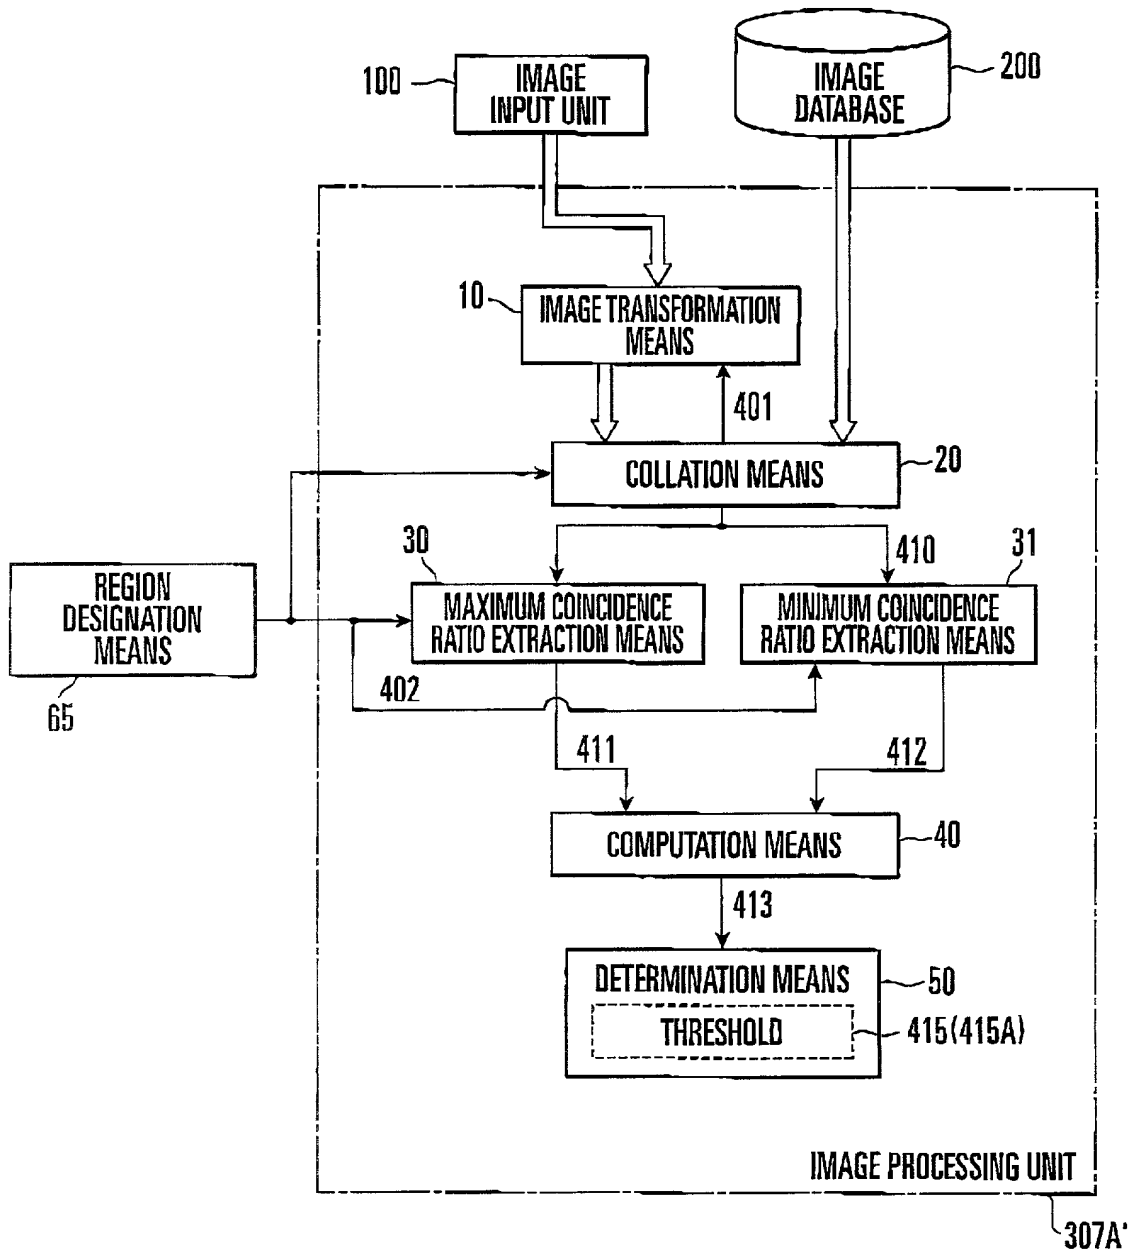 100
IMAGE
INPUT UNIT
IMAGE
DATABASE
200
10
IMAGE TRANSFORMATION
MEANS
401
COLLATION MEANS
20
30
410
31
REGION
DESIGNATION
MEANS
65
MAXIMUM COINCIDENCE
RATIO EXTRACTION MEANS
MINIMUM COINCIDENCE
RATIO EXTRACTION MEANS
402
411
412
COMPUTATION MEANS
40
413
DETERMINATION MEANS
50
THRESHOLD
415(415A)
IMAGE PROCESSING UNIT
307A'